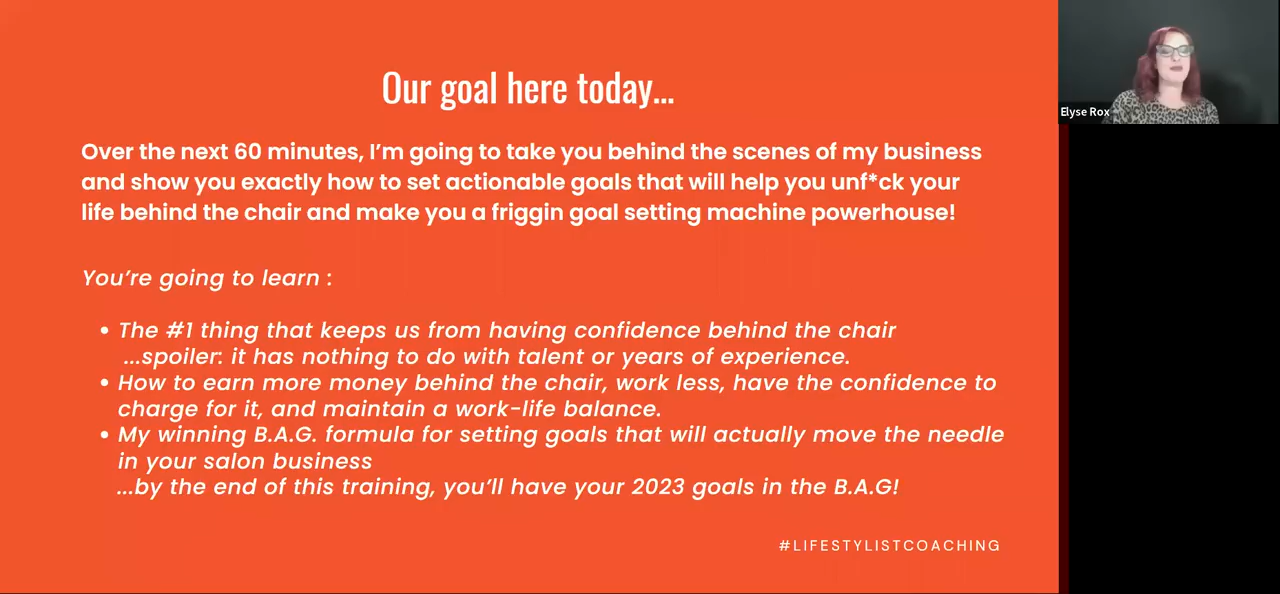 Our goal here today...
Over the next 60 minutes, I'm going to take you behind the scenes of my business
and show you exactly how to set actionable goals that will help you unf*ck your
life behind the chair and make you a friggin goal setting machine powerhouse!
You're going to learn :
• The #1 thing that keeps us from having confidence behind the chair
...spoiler: it has nothing to do with talent or years of experience.
• How to earn more money behind the chair, work less, have the confidence to
charge for it, and maintain a work-life balance.
• My winning B.A.G. formula for setting goals that will actually move the needle
in your salon business
...by the end of this training, you'll have your 2023 goals in the B.A.G!
#LIFESTYLISTCOACHING
Elyse Rox